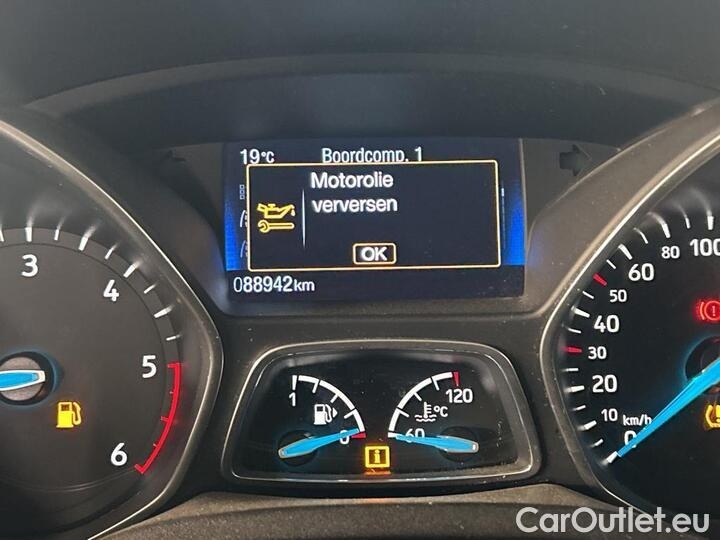 19°C Boordcomp. 1
Motorolie
verversen
OK
088942km
3
4
5
6
1
0
120
°C
60
i
100
80
60
50
40
30
20
10 km/h
0
CarOutlet.eu